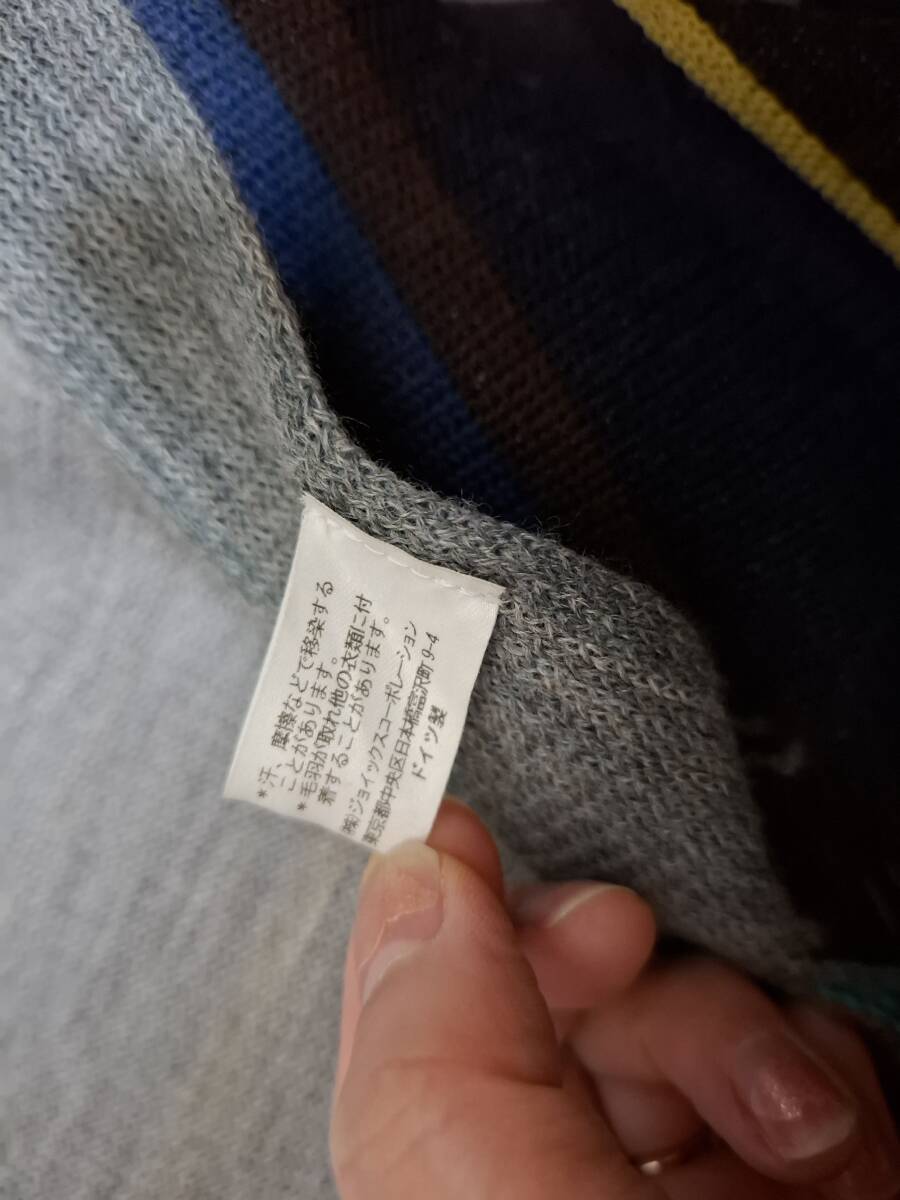 *汗、摩擦などで移染する
ことがあります。
*毛羽が取れ他の衣類に付
着することがあります。
㈱ジョイックスコーポレーション
東京都中央区日本橋富沢町9-4
ドイツ製